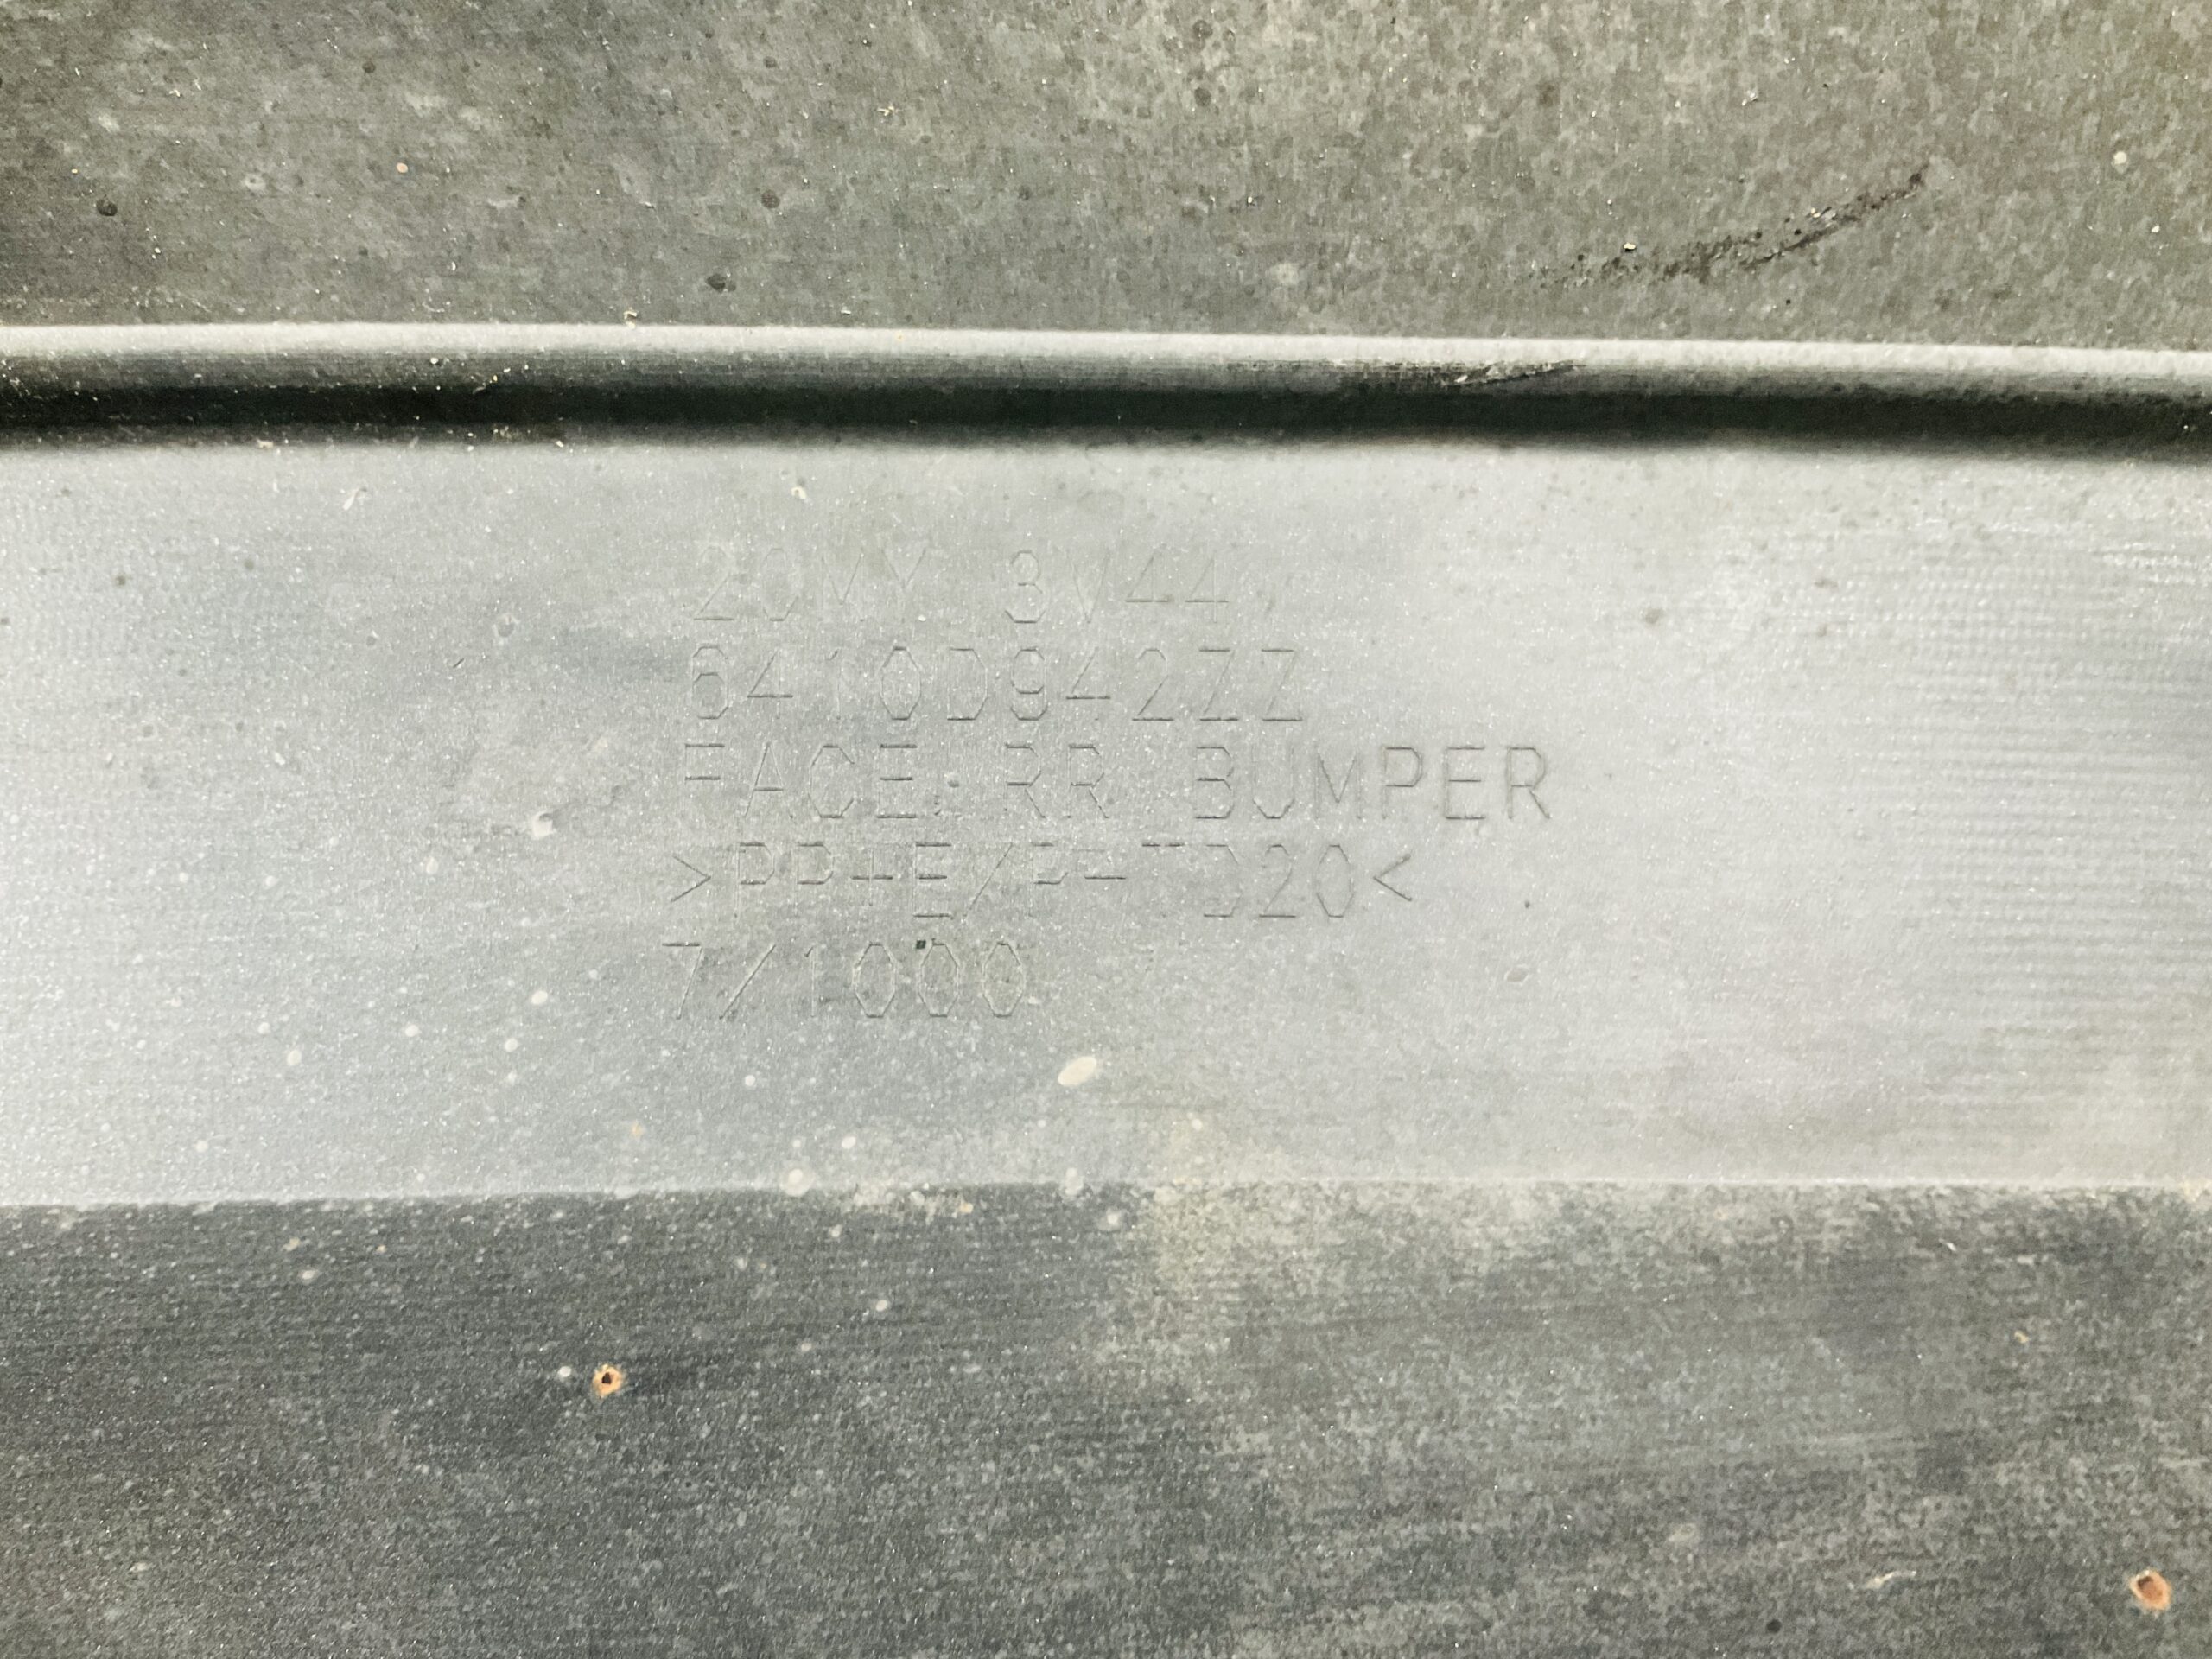 20MY 3V44
6410D942ZZ
FACE, RR BUMPER
>PP+E/P-TD20<
7/1000